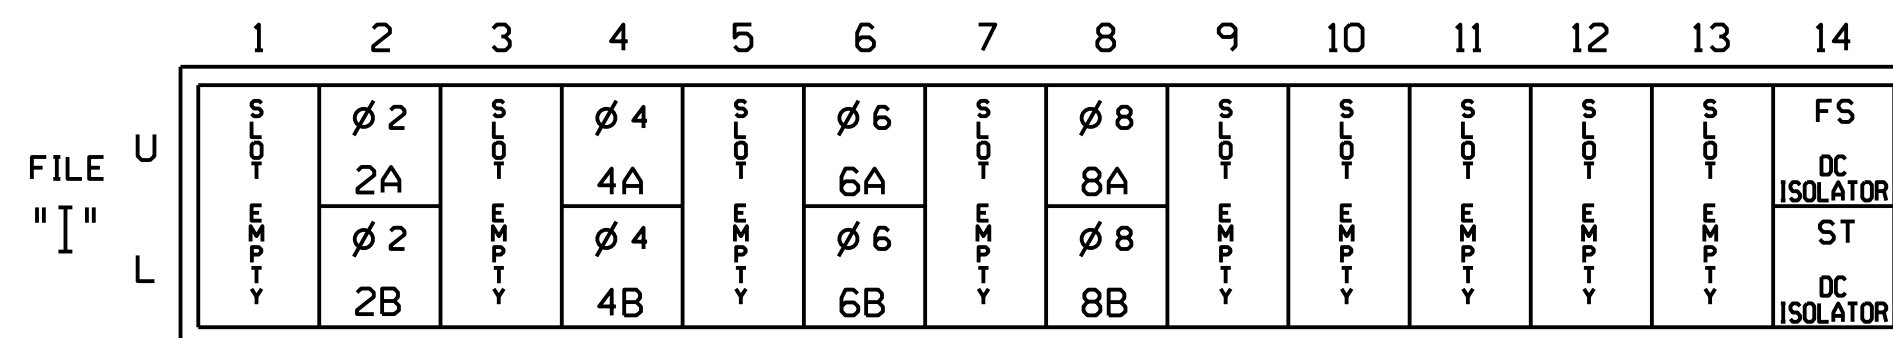 1 2 3 4 5 6 7 8 9 10 11 12 13 14
FILE "I"
U
L
SLOT EMPTY
Ø 2
2A
Ø 2
2B
SLOT EMPTY
Ø 4
4A
Ø 4
4B
SLOT EMPTY
Ø 6
6A
Ø 6
6B
SLOT EMPTY
Ø 8
8A
Ø 8
8B
SLOT EMPTY
SLOT EMPTY
SLOT EMPTY
SLOT EMPTY
SLOT EMPTY
FS
DC
ISOLATOR
ST
DC
ISOLATOR